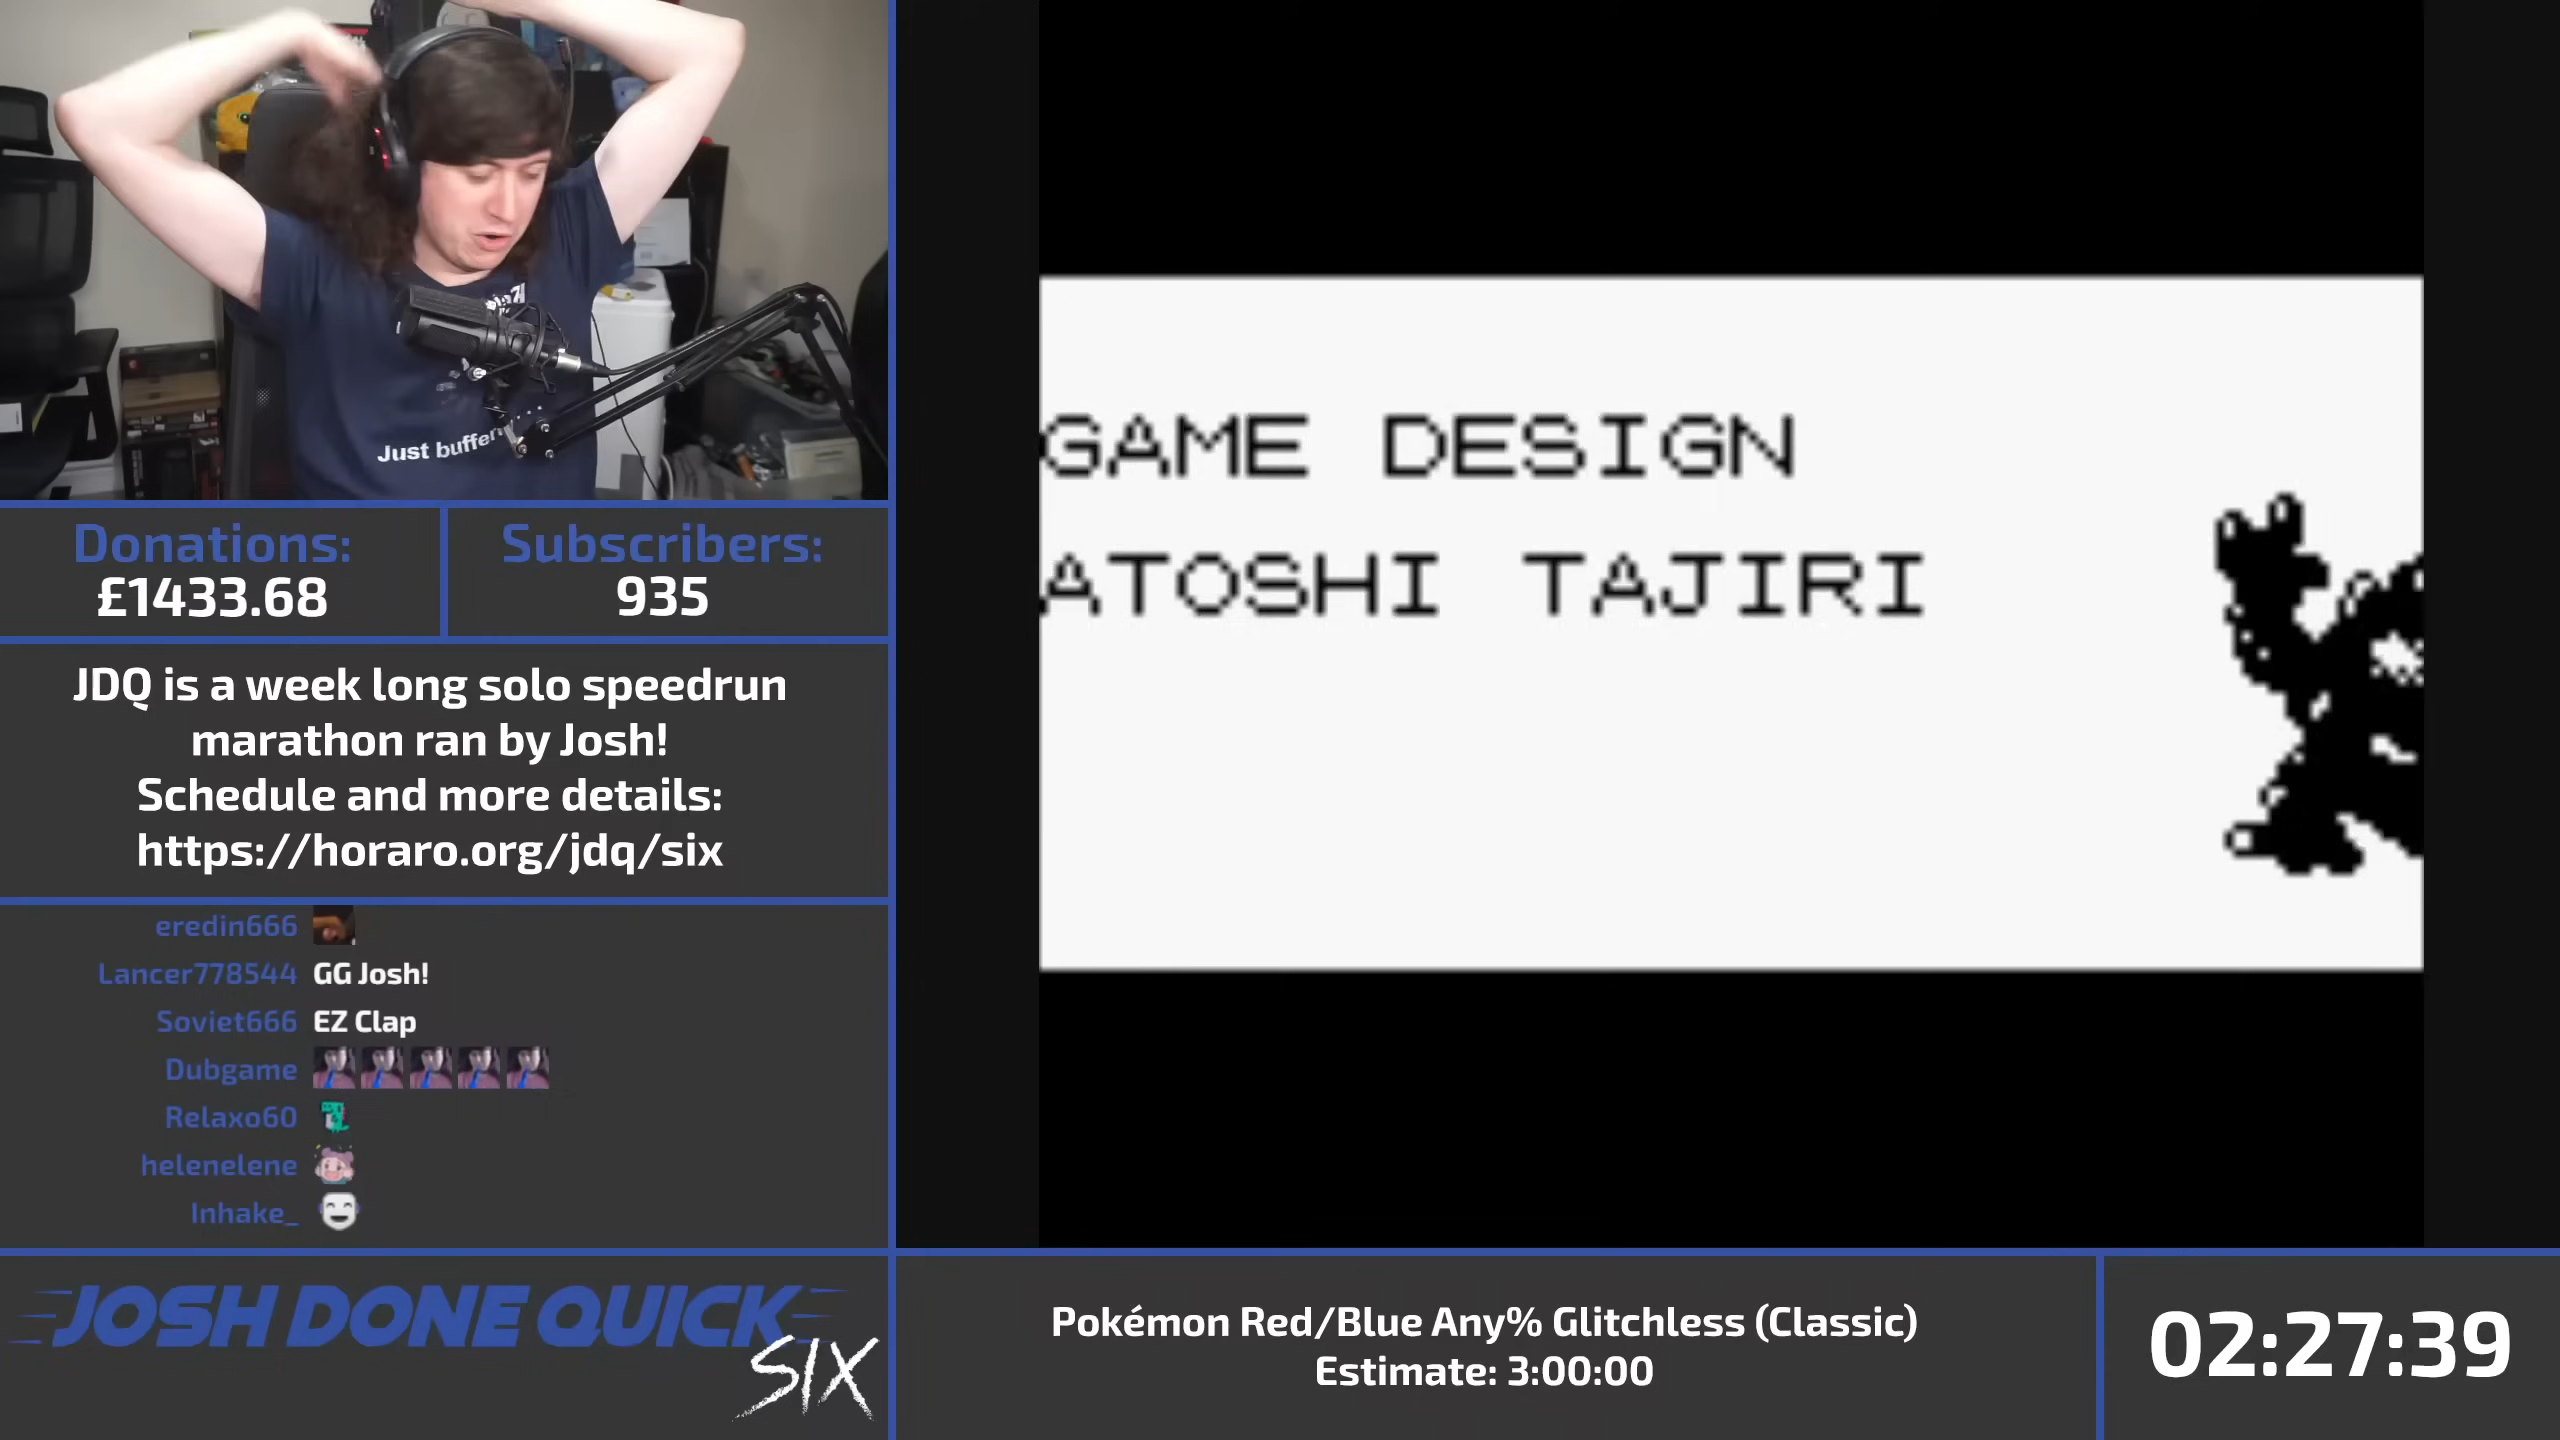 Just buffer
Donations:
£1433.68
Subscribers:
935
JDQ is a week long solo speedrun
marathon ran by Josh!
Schedule and more details:
https://horaro.org/jdq/six
eredin666
Lancer778544 GG Josh!
Soviet666 EZ Clap
Dubgame
Relaxo60
helenelene
Inhake_
JOSH DONE QUICK
SIX
GAME DESIGN
ATOSHI TAJIRI
Pokémon Red/Blue Any% Glitchless (Classic)
Estimate: 3:00:00
02:27:39